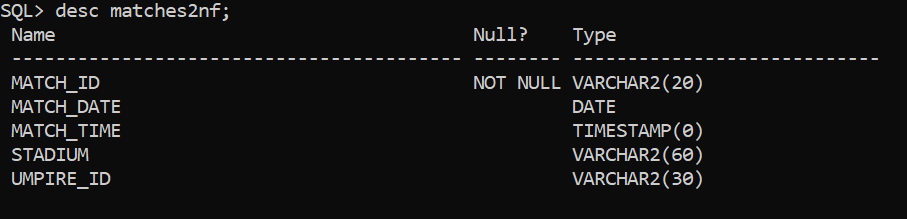 SQL> desc matches2nf;
 Name                                      Null?    Type
 ----------------------------------------- -------- ----------------------------
 MATCH_ID                                  NOT NULL VARCHAR2(20)
 MATCH_DATE                                         DATE
 MATCH_TIME                                         TIMESTAMP(0)
 STADIUM                                            VARCHAR2(60)
 UMPIRE_ID                                          VARCHAR2(30)